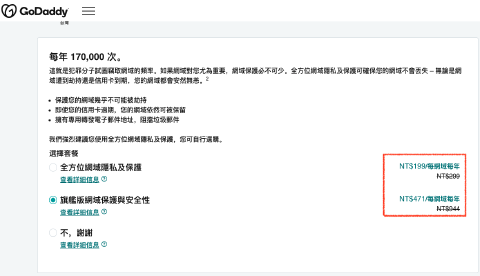 GoDaddy
台灣
每年 170,000 次。
這就是犯罪分子試圖竊取網域的頻率。如果網域對您尤為重要，網域保護必不可少。全方位網域隱私及保護可確保您的網域不會丟失 – 無論是網
域遭到劫持還是信用卡到期，您的網域都會安然無恙。²
• 保護您的網域幾乎不可能被劫持
• 即使您的信用卡過期，您的網域依然可被保留
• 擁有專用轉發電子郵件地址，阻擋垃圾郵件
我們強烈建議您使用全方位網域隱私及保護，您可自行選購。
選擇套餐
全方位網域隱私及保護 NT$199/每網域每年
查看詳細信息 NT$299
旗艦版網域保護與安全性 NT$471/每網域每年
查看詳細信息 NT$944
不，謝謝
查看詳細信息